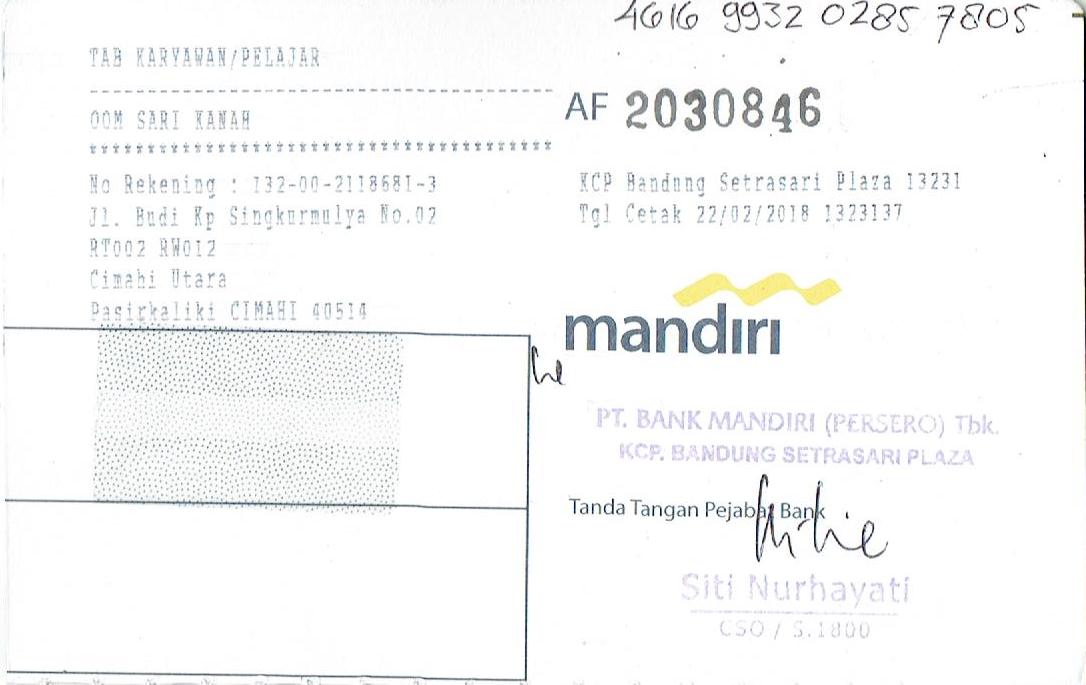 4616 9932 0285 7805
TAB KARYAWAN/PELAJAR
OOM SARI KANAH
No Rekening : 132-00-2118681-3
Jl. Budi Kp Singkurmulya No.02
RT002 RW012
Cimahi Utara
Pasirkaliki CIMAHI 40514
AF 2030846
KCP Bandung Setrasari Plaza 13231
Tgl Cetak 22/02/2018 1323137
mandiri
PT. BANK MANDIRI (PERSERO) Tbk.
KCP. BANDUNG SETRASARI PLAZA
Tanda Tangan Pejabat Bank
Siti Nurhayati
CSO / S.1800